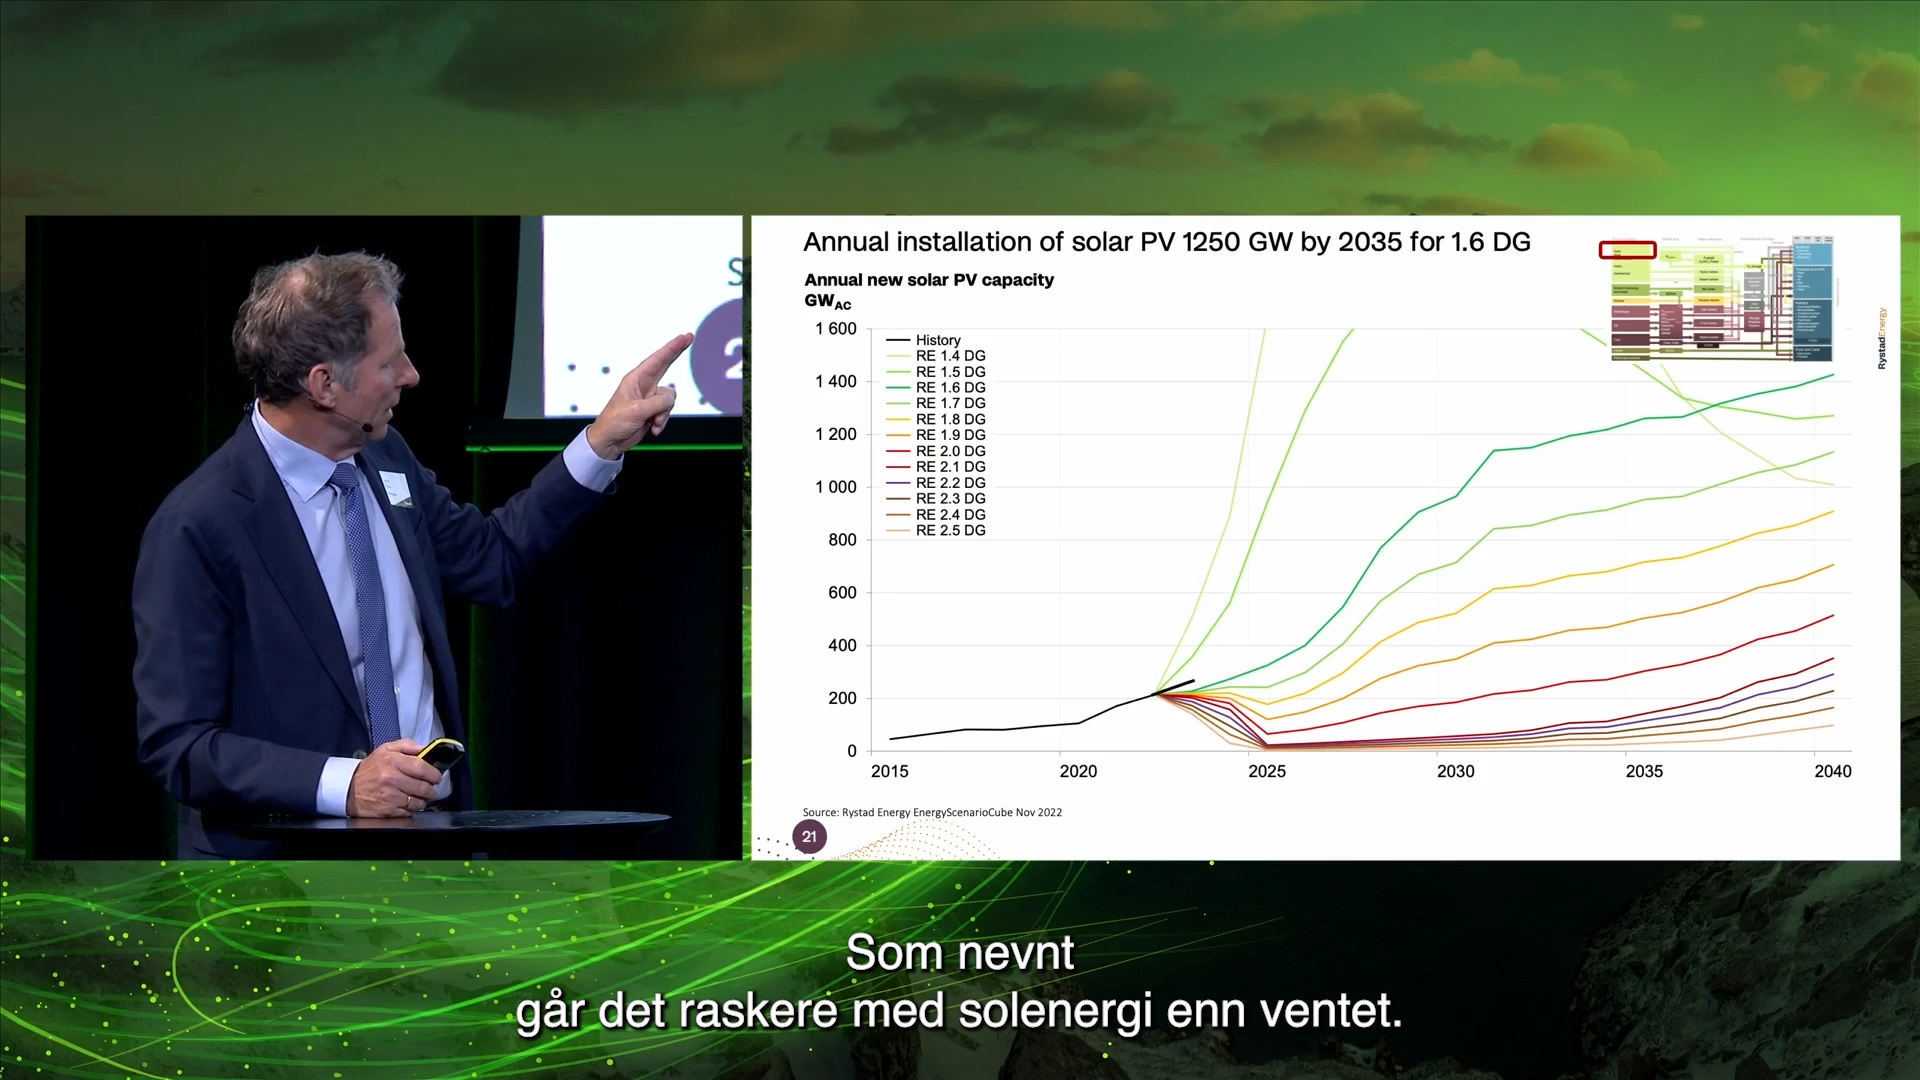 Annual installation of solar PV 1250 GW by 2035 for 1.6 DG
Annual new solar PV capacity
GWAC
1 600
1 400
1 200
1 000
800
600
400
200
0
History
RE 1.4 DG
RE 1.5 DG
RE 1.6 DG
RE 1.7 DG
RE 1.8 DG
RE 1.9 DG
RE 2.0 DG
RE 2.1 DG
RE 2.2 DG
RE 2.3 DG
RE 2.4 DG
RE 2.5 DG
2015
2020
2025
2030
2035
2040
RystadEnergy
Source: Rystad Energy EnergyScenarioCube Nov 2022
21
Som nevnt
går det raskere med solenergi enn ventet.